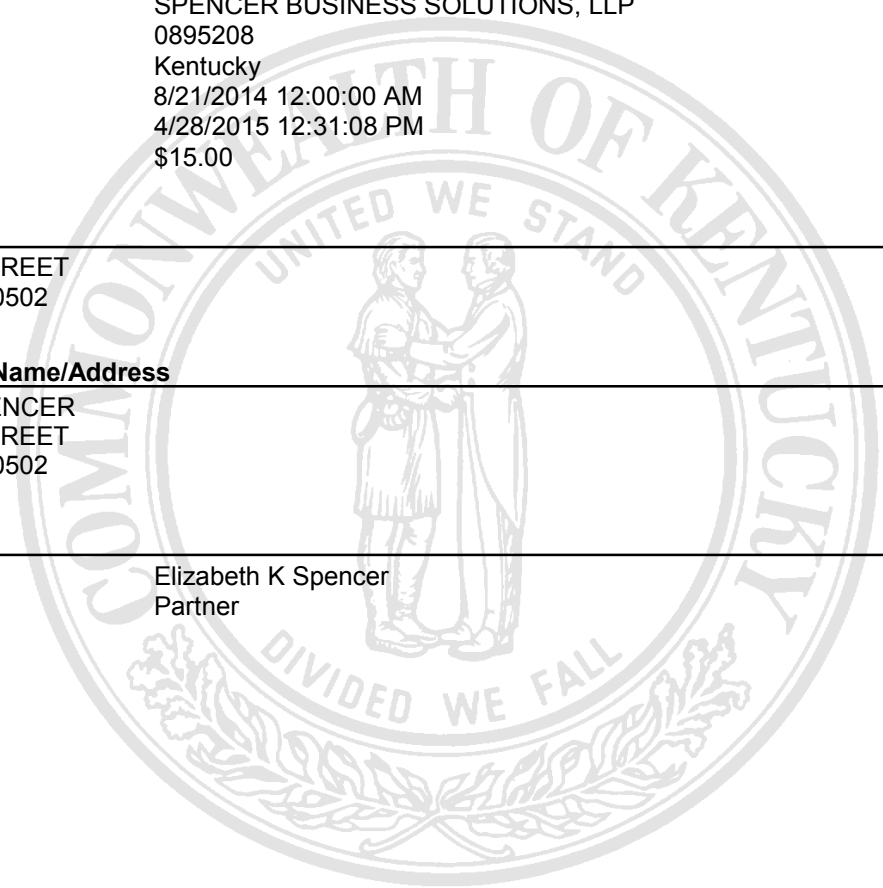 SPENCER BUSINESS SOLUTIONS, LLP
0895208
Kentucky
8/21/2014 12:00:00 AM
4/28/2015 12:31:08 PM
$15.00
COMMONWEALTH OF KENTUCKY
UNITED WE STAND
REET
0502
Name/Address
ENCER
REET
0502
Elizabeth K Spencer
Partner
DIVIDED WE FALL